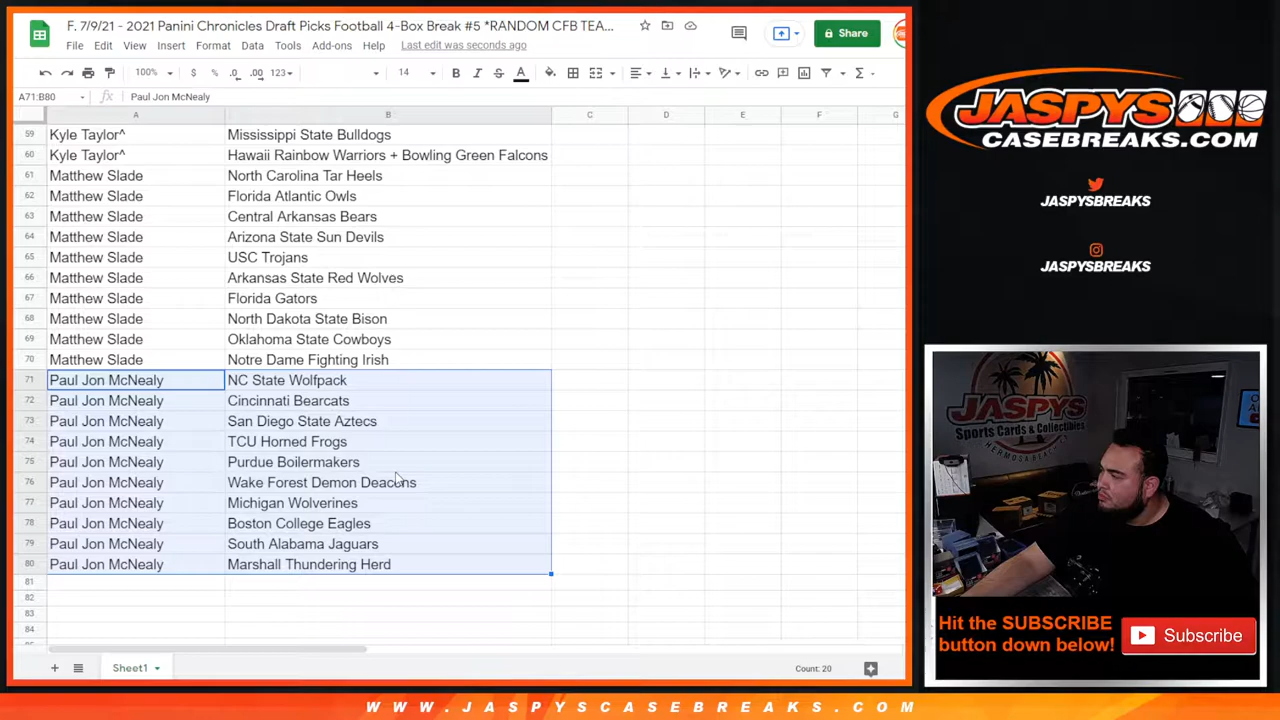 F. 7/9/21 - 2021 Panini Chronicles Draft Picks Football 4-Box Break #5 *RANDOM CFB TEA...
File Edit View Insert Format Data Tools Add-ons Help Last edit was seconds ago
Share
100% $ % .0 .00 123 14 B I S A
A71:B80 fx Paul Jon McNealy
A B C D E F G
59 Kyle Taylor^ Mississippi State Bulldogs
60 Kyle Taylor^ Hawaii Rainbow Warriors + Bowling Green Falcons
61 Matthew Slade North Carolina Tar Heels
62 Matthew Slade Florida Atlantic Owls
63 Matthew Slade Central Arkansas Bears
64 Matthew Slade Arizona State Sun Devils
65 Matthew Slade USC Trojans
66 Matthew Slade Arkansas State Red Wolves
67 Matthew Slade Florida Gators
68 Matthew Slade North Dakota State Bison
69 Matthew Slade Oklahoma State Cowboys
70 Matthew Slade Notre Dame Fighting Irish
71 Paul Jon McNealy NC State Wolfpack
72 Paul Jon McNealy Cincinnati Bearcats
73 Paul Jon McNealy San Diego State Aztecs
74 Paul Jon McNealy TCU Horned Frogs
75 Paul Jon McNealy Purdue Boilermakers
76 Paul Jon McNealy Wake Forest Demon Deacons
77 Paul Jon McNealy Michigan Wolverines
78 Paul Jon McNealy Boston College Eagles
79 Paul Jon McNealy South Alabama Jaguars
80 Paul Jon McNealy Marshall Thundering Herd
81
82
83
84
Sheet1
Count: 20
JASPYS
CASEBREAKS.COM
JASPYSBREAKS
JASPYSBREAKS
JASPYS
Sports Cards & Collectibles
HERMOSA BEACH
Hit the SUBSCRIBE
button down below!
Subscribe
WWW.JASPYSCASEBREAKS.COM